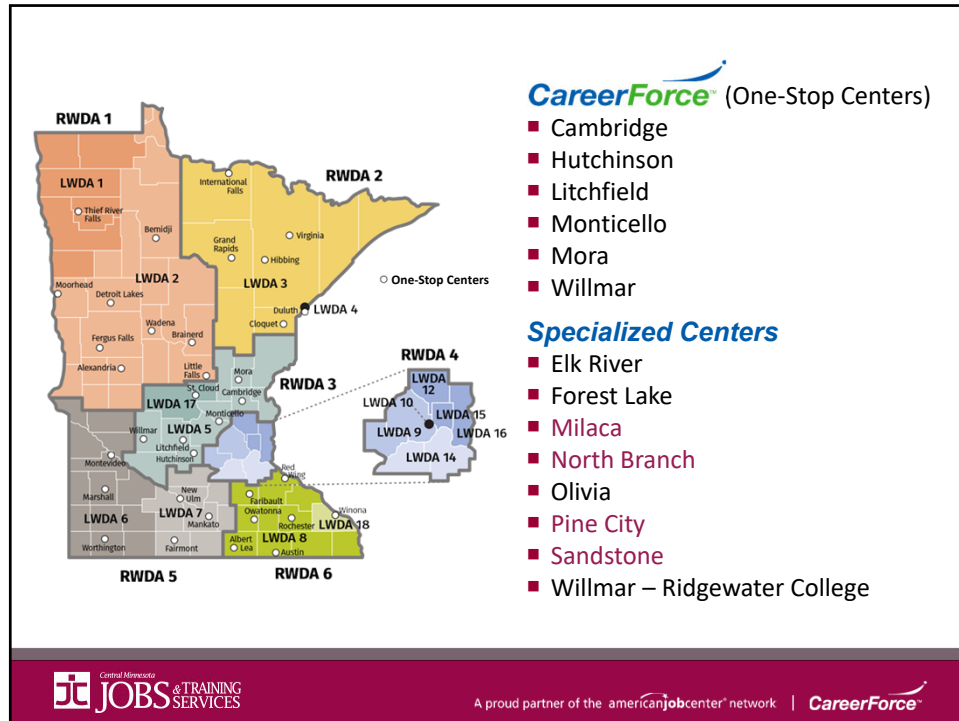 CareerForce™ (One-Stop Centers)
Cambridge
Hutchinson
Litchfield
Monticello
Mora
Willmar
Specialized Centers
Elk River
Forest Lake
Milaca
North Branch
Olivia
Pine City
Sandstone
Willmar – Ridgewater College
RWDA 1
RWDA 2
LWDA 1
International
Falls
Thief River
Falls
Bemidji
Virginia
Grand
Rapids
Hibbing
LWDA 2
LWDA 3
One-Stop Centers
Moorhead
Detroit Lakes
Duluth
LWDA 4
Wadena
Brainerd
Cloquet
Fergus Falls
Alexandria
Little
Falls
Mora
RWDA 3
RWDA 4
St. Cloud
Cambridge
LWDA
12
LWDA 17
Monticello
LWDA 10
LWDA 15
Willmar
LWDA 5
LWDA 9
LWDA 16
Litchfield
Hutchinson
LWDA 14
Montevideo
Red
Wing
Marshall
New
Ulm
Faribault
Winona
LWDA 6
LWDA 7
Mankato
Owatonna
Rochester
LWDA 18
LWDA 8
Worthington
Fairmont
Albert
Lea
Austin
RWDA 5
RWDA 6
Central Minnesota
JOBS & TRAINING
SERVICES
A proud partner of the americanjobcenter® network | CareerForce™